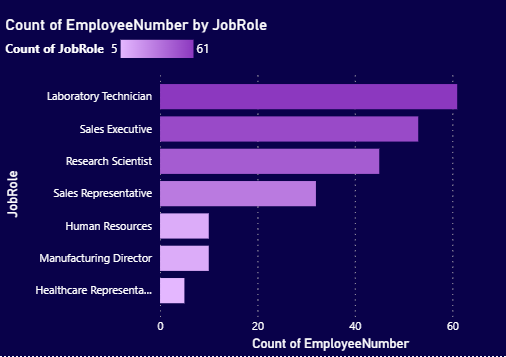 Count of EmployeeNumber by JobRole
Count of JobRole 5 61
Laboratory Technician
Sales Executive
Research Scientist
Sales Representative
Human Resources
Manufacturing Director
Healthcare Representa...
JobRole
0 20 40 60
Count of EmployeeNumber